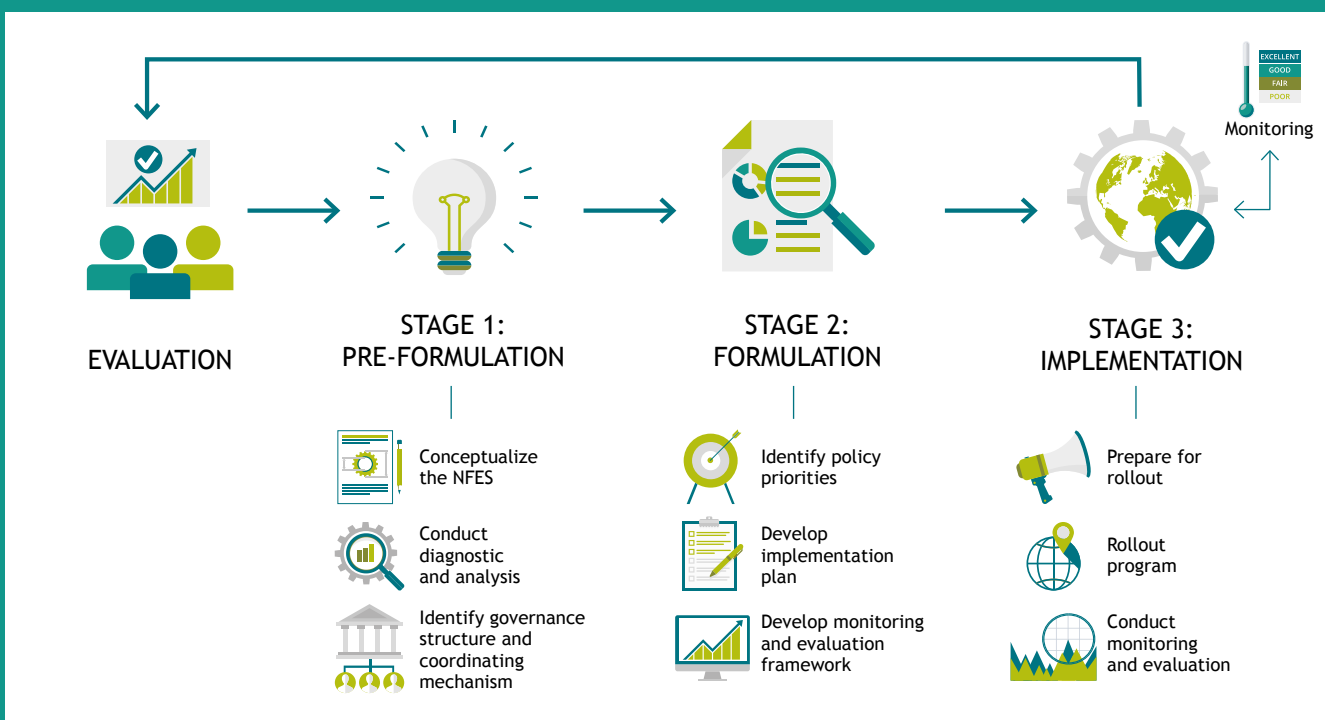 EXCELLENT
GOOD
FAIR
POOR
Monitoring
EVALUATION
STAGE 1:
PRE-FORMULATION
Conceptualize
the NFES
Conduct
diagnostic
and analysis
Identify governance
structure and
coordinating
mechanism
STAGE 2:
FORMULATION
Identify policy
priorities
Develop
implementation
plan
Develop monitoring
and evaluation
framework
STAGE 3:
IMPLEMENTATION
Prepare for
rollout
Rollout
program
Conduct
monitoring
and evaluation